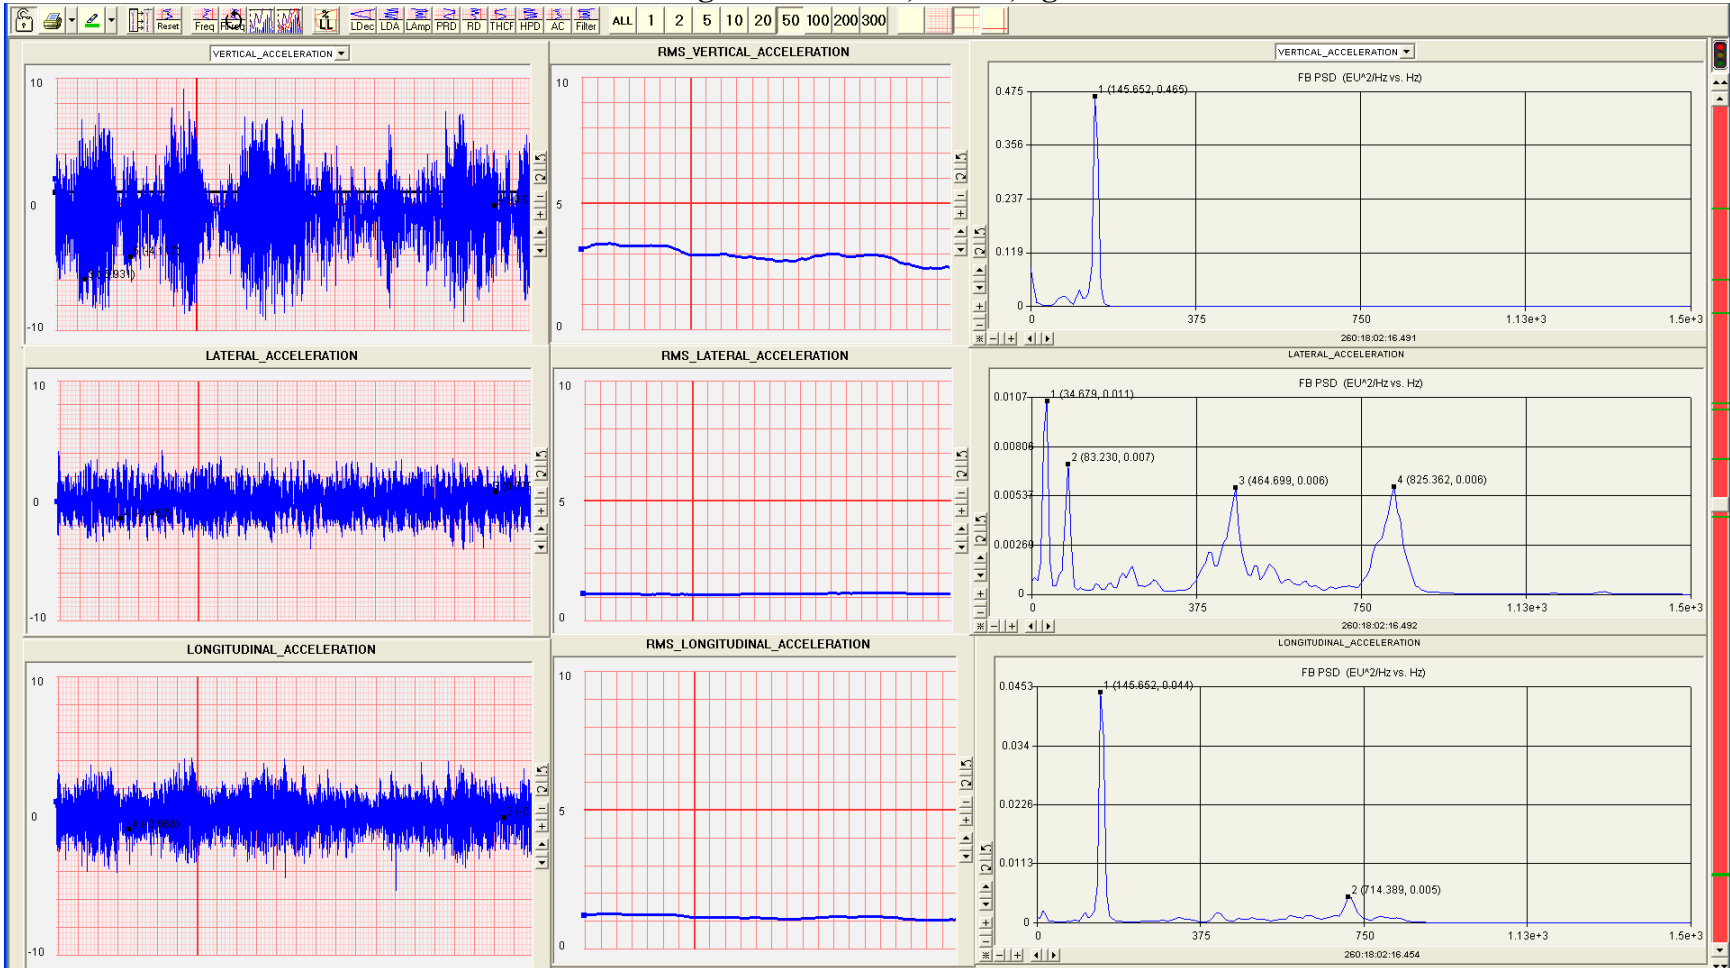 Reset Freq LL LDec LDA LAmp PRD RD THCF HPD AC Filter ALL 1 2 5 10 20 50 100 200 300
VERTICAL_ACCELERATION
10
0
-10
RMS_VERTICAL_ACCELERATION
10
5
0
VERTICAL_ACCELERATION
FB PSD (EU^2/Hz vs. Hz)
0.475
1 (145.652, 0.465)
0.356
0.237
0.119
0
0 375 750 1.13e+3 1.5e+3
260:18:02:16.491
LATERAL_ACCELERATION
10
0
-10
RMS_LATERAL_ACCELERATION
10
5
0
LATERAL_ACCELERATION
FB PSD (EU^2/Hz vs. Hz)
0.0107
1 (34.679, 0.011)
0.00806
2 (83.230, 0.007)
3 (464.699, 0.006)
4 (825.362, 0.006)
0.00537
0.00269
0
0 375 750 1.13e+3 1.5e+3
260:18:02:16.492
LONGITUDINAL_ACCELERATION
10
0
-10
RMS_LONGITUDINAL_ACCELERATION
10
5
0
LONGITUDINAL_ACCELERATION
FB PSD (EU^2/Hz vs. Hz)
0.0453
1 (145.652, 0.044)
0.034
0.0226
0.0113
2 (714.389, 0.005)
0
0 375 750 1.13e+3 1.5e+3
260:18:02:16.454